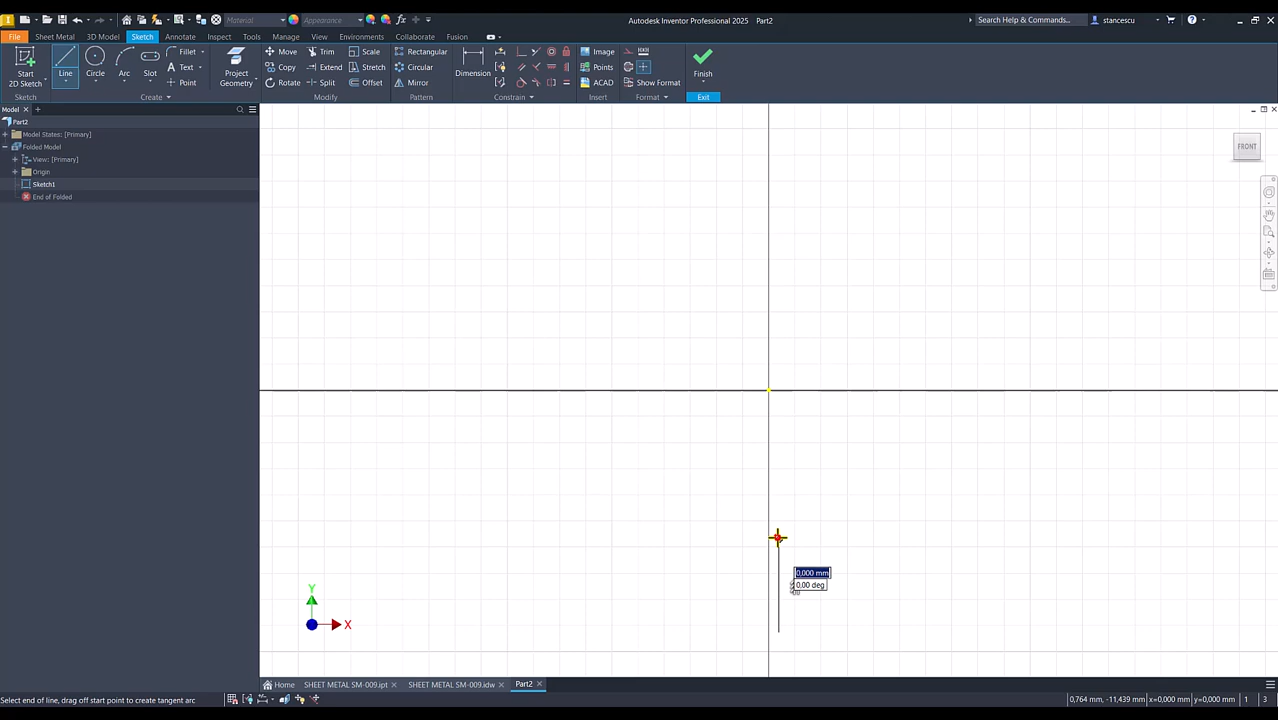 Material
Appearance
Autodesk Inventor Professional 2025 Part2
Search Help & Commands...
stancescu
File Sheet Metal 3D Model Sketch Annotate Inspect Tools Manage View Environments Collaborate Fusion
Start
2D Sketch
Line
Circle
Arc
Slot
Fillet
Text
Point
Project
Geometry
Move
Copy
Rotate
Trim
Extend
Split
Scale
Stretch
Offset
Rectangular
Circular
Mirror
Dimension
Image
Points
ACAD
Show Format
Finish
Sketch
Create
Modify
Pattern
Constrain
Insert
Format
Exit
Model
Part2
Model States: [Primary]
Folded Model
View: [Primary]
Origin
Sketch1
End of Folded
FRONT
0,000 mm
0,00 deg
Y
X
Home
SHEET METAL SM-009.ipt
SHEET METAL SM-009.idw
Part2
Select end of line, drag off start point to create tangent arc
0,764 mm, -11,439 mm x=0,000 mm y=0,000 mm 1 3